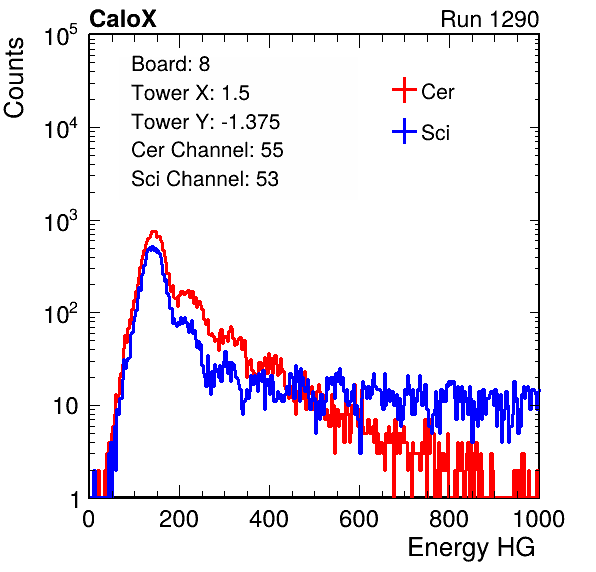 CaloX Run 1290
Counts
Board: 8
Tower X: 1.5
Tower Y: -1.375
Cer Channel: 55
Sci Channel: 53
Cer
Sci
10^5
10^4
10^3
10^2
10
1
0 200 400 600 800 1000
Energy HG